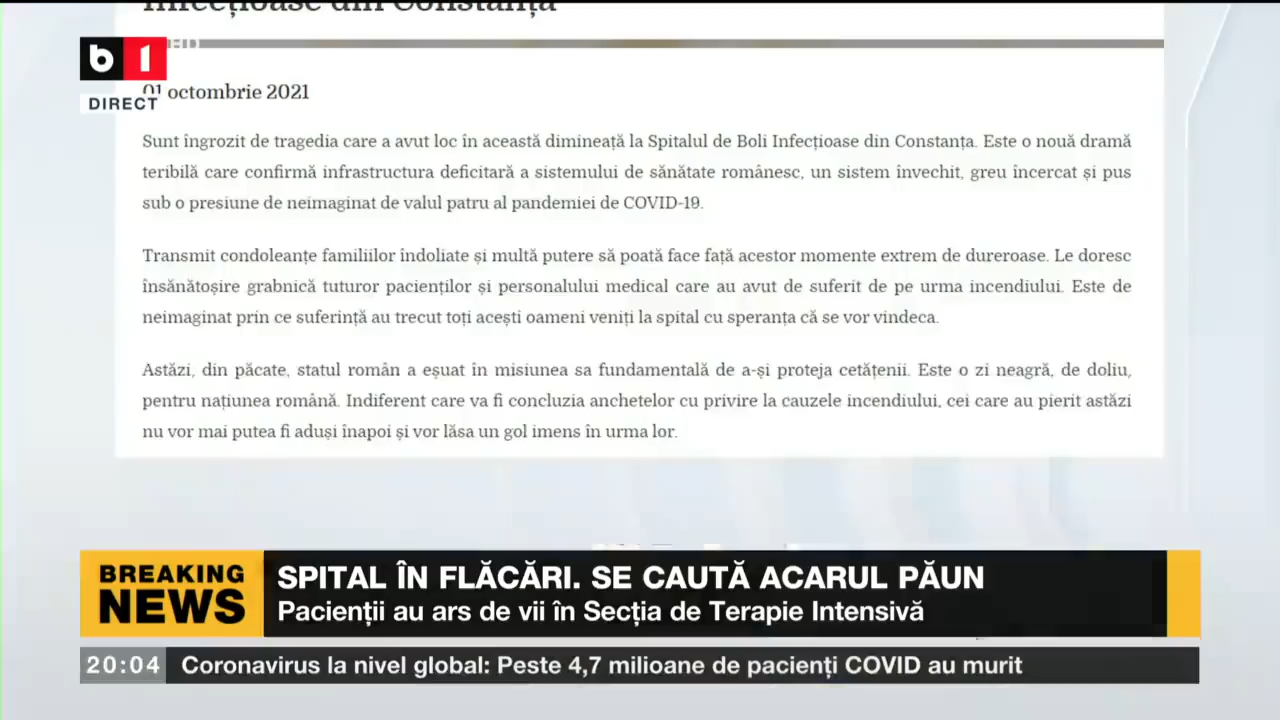 Infecțioase din Constanța
b1
HD
DIRECT
01 octombrie 2021
Sunt îngrozit de tragedia care a avut loc în această dimineață la Spitalul de Boli Infecțioase din Constanța. Este o nouă dramă
teribilă care confirmă infrastructura deficitară a sistemului de sănătate românesc, un sistem învechit, greu încercat și pus
sub o presiune de neimaginat de valul patru al pandemiei de COVID-19.
Transmit condoleanțe familiilor îndoliate și multă putere să poată face față acestor momente extrem de dureroase. Le doresc
însănătoșire grabnică tuturor pacienților și personalului medical care au avut de suferit de pe urma incendiului. Este de
neimaginat prin ce suferință au trecut toți acești oameni veniți la spital cu speranța că se vor vindeca.
Astăzi, din păcate, statul român a eșuat în misiunea sa fundamentală de a-și proteja cetățenii. Este o zi neagră, de doliu,
pentru națiunea română. Indiferent care va fi concluzia anchetelor cu privire la cauzele incendiului, cei care au pierit astăzi
nu vor mai putea fi aduși înapoi și vor lăsa un gol imens în urma lor.
BREAKING
NEWS
SPITAL ÎN FLĂCĂRI. SE CAUTĂ ACARUL PĂUN
Pacienții au ars de vii în Secția de Terapie Intensivă
20:04
Coronavirus la nivel global: Peste 4,7 milioane de pacienți COVID au murit